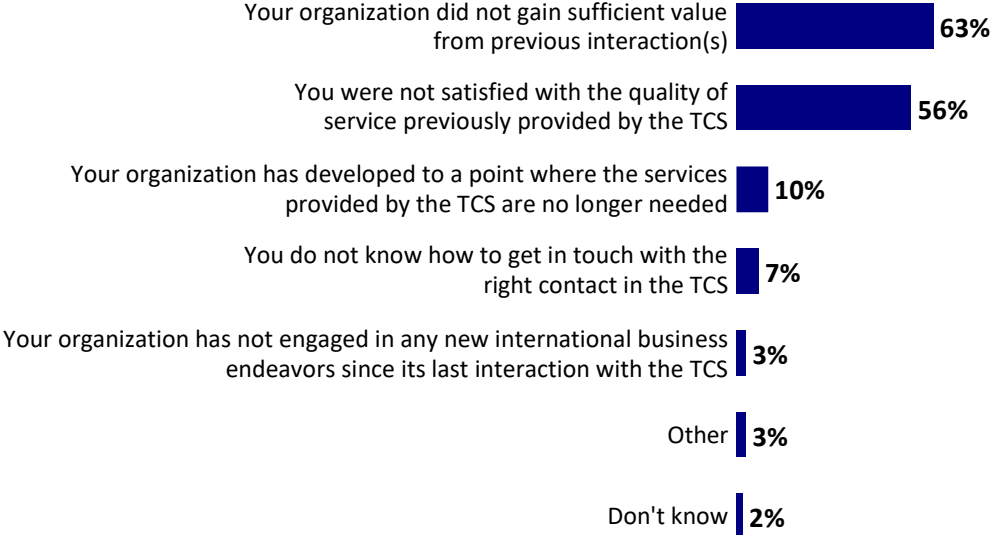 Your organization did not gain sufficient value
from previous interaction(s)
63%
You were not satisfied with the quality of
service previously provided by the TCS
56%
Your organization has developed to a point where the services
provided by the TCS are no longer needed
10%
You do not know how to get in touch with the
right contact in the TCS
7%
Your organization has not engaged in any new international business
endeavors since its last interaction with the TCS
3%
Other
3%
Don't know
2%